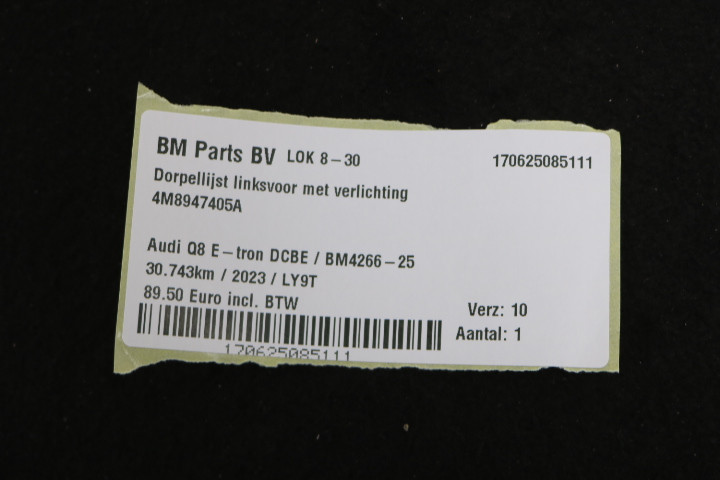 BM Parts BV LOK 8-30 170625085111
Dorpellijst linksvoor met verlichting
4M8947405A
Audi Q8 E-tron DCBE / BM4266-25
30.743km / 2023 / LY9T
89.50 Euro incl. BTW
Verz: 10
Aantal: 1
170625085111